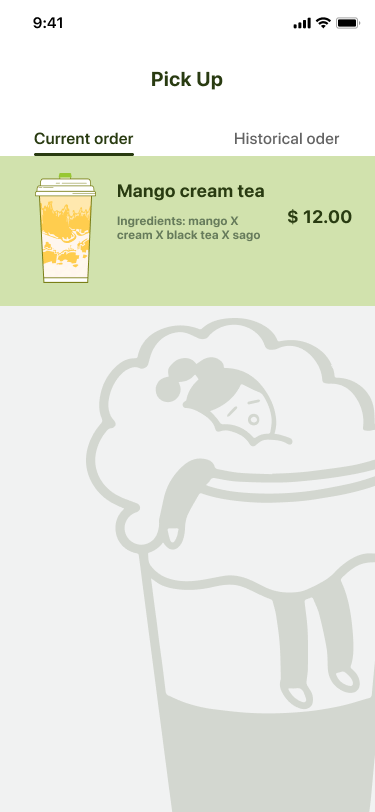 9:41
Pick Up
Current order
Historical oder
Mango cream tea
Ingredients: mango X
cream X black tea X sago
$ 12.00